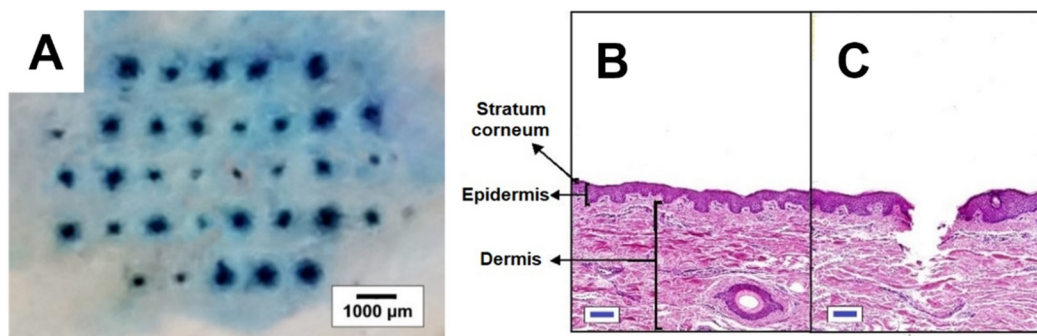 A
1000 µm
B
C
Stratum
corneum
Epidermis
Dermis